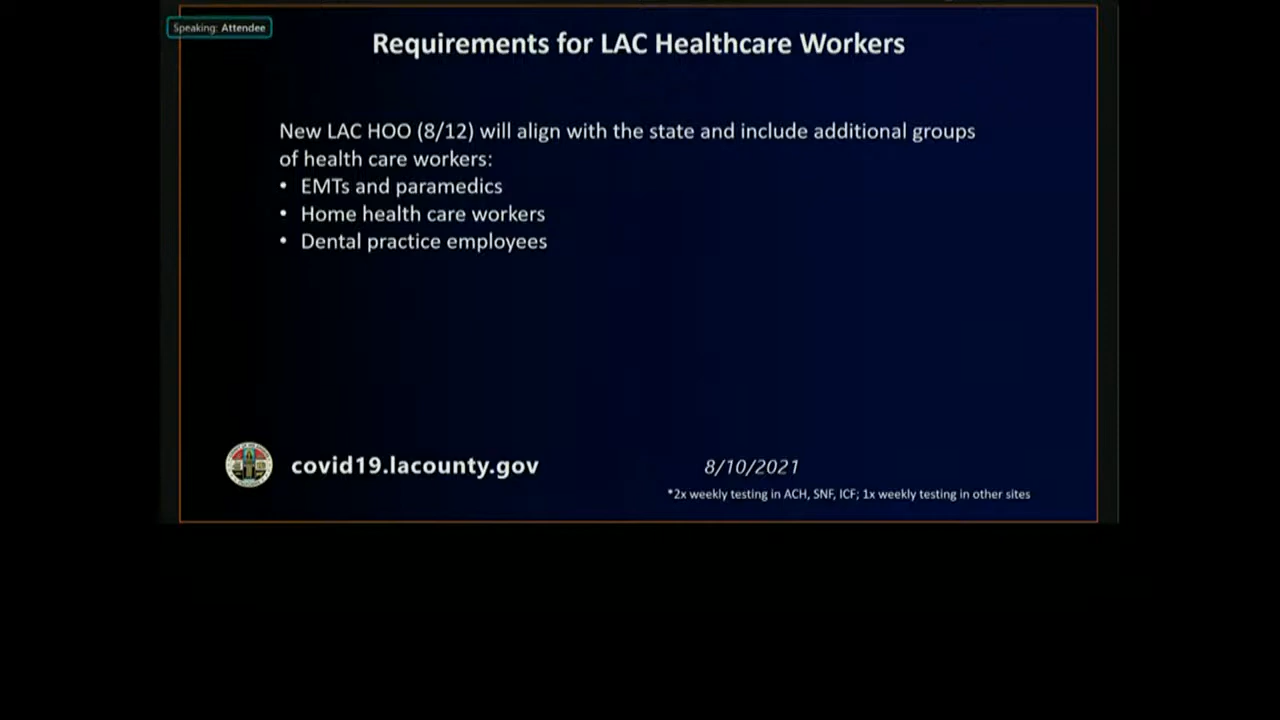 Speaking: Attendee
Requirements for LAC Healthcare Workers
New LAC HOO (8/12) will align with the state and include additional groups
of health care workers:
• EMTs and paramedics
• Home health care workers
• Dental practice employees
covid19.lacounty.gov
8/10/2021
*2x weekly testing in ACH, SNF, ICF; 1x weekly testing in other sites